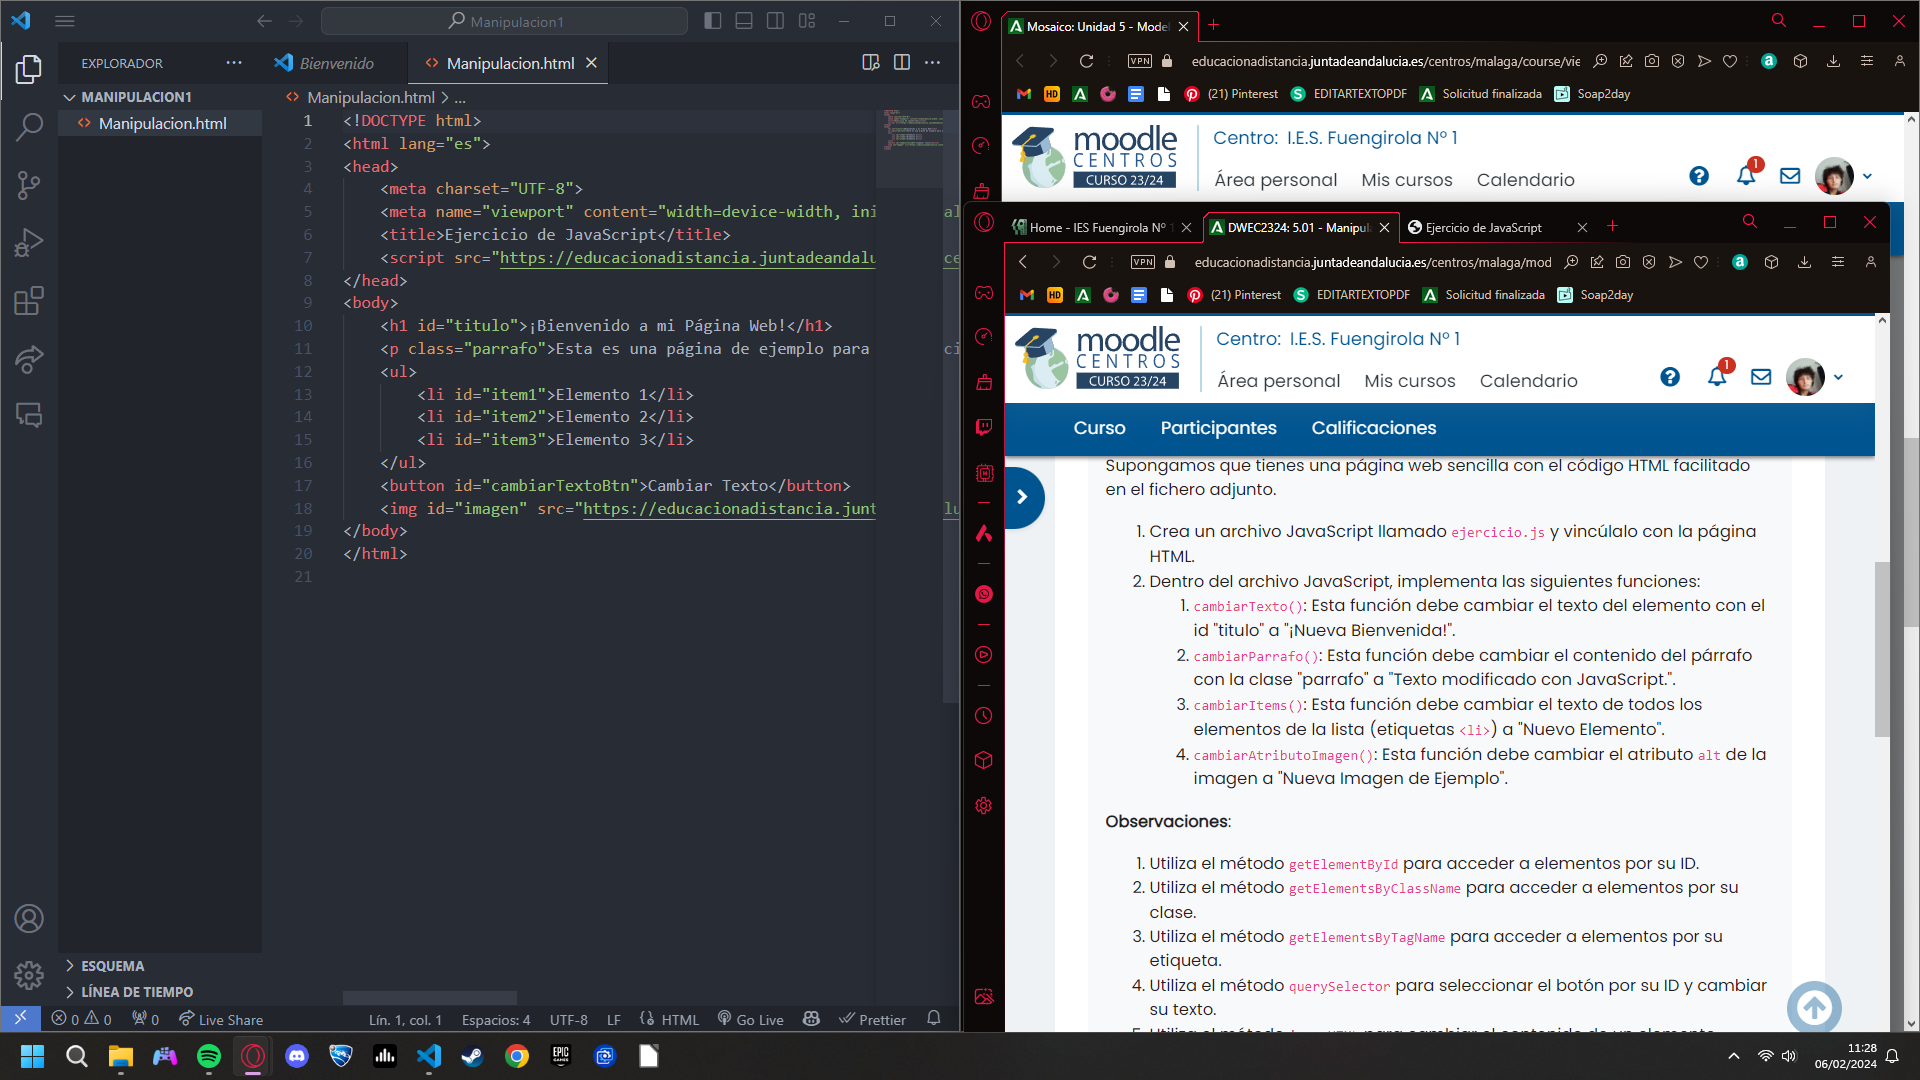 Manipulacion1
EXPLORADOR
MANIPULACION1
Manipulacion.html
ESQUEMA
LÍNEA DE TIEMPO
Bienvenido
Manipulacion.html
Manipulacion.html > ...
1 <!DOCTYPE html>
2 <html lang="es">
3 <head>
4 <meta charset="UTF-8">
5 <meta name="viewport" content="width=device-width, ini
6 <title>Ejercicio de JavaScript</title>
7 <script src="https://educacionadistancia.juntadeandalu
8 </head>
9 <body>
10 <h1 id="titulo">¡Bienvenido a mi Página Web!</h1>
11 <p class="parrafo">Esta es una página de ejemplo para
12 <ul>
13 <li id="item1">Elemento 1</li>
14 <li id="item2">Elemento 2</li>
15 <li id="item3">Elemento 3</li>
16 </ul>
17 <button id="cambiarTextoBtn">Cambiar Texto</button>
18 <img id="imagen" src="https://educacionadistancia.junt
19 </body>
20 </html>
21
0 0 0 Live Share Lín. 1, col. 1 Espacios: 4 UTF-8 LF HTML Go Live Prettier
Mosaico: Unidad 5 - Model
VPN educacionadistancia.juntadeandalucia.es/centros/malaga/course/vie
HD (21) Pinterest EDITARTEXTOPDF Solicitud finalizada Soap2day
moodle CENTROS CURSO 23/24
Centro: I.E.S. Fuengirola Nº 1
Área personal Mis cursos Calendario
1
Home - IES Fuengirola Nº 1
DWEC2324: 5.01 - Manipul
Ejercicio de JavaScript
VPN educacionadistancia.juntadeandalucia.es/centros/malaga/mod
HD (21) Pinterest EDITARTEXTOPDF Solicitud finalizada Soap2day
moodle CENTROS CURSO 23/24
Centro: I.E.S. Fuengirola Nº 1
Área personal Mis cursos Calendario
1
Curso Participantes Calificaciones
Supongamos que tienes una página web sencilla con el código HTML facilitado
en el fichero adjunto.
1. Crea un archivo JavaScript llamado ejercicio.js y vincúlalo con la página
HTML.
2. Dentro del archivo JavaScript, implementa las siguientes funciones:
1. cambiarTexto(): Esta función debe cambiar el texto del elemento con el
id "titulo" a "¡Nueva Bienvenida!".
2. cambiarParrafo(): Esta función debe cambiar el contenido del párrafo
con la clase "parrafo" a "Texto modificado con JavaScript.".
3. cambiarItems(): Esta función debe cambiar el texto de todos los
elementos de la lista (etiquetas <li>) a "Nuevo Elemento".
4. cambiarAtributoImagen(): Esta función debe cambiar el atributo alt de la
imagen a "Nueva Imagen de Ejemplo".
Observaciones:
1. Utiliza el método getElementById para acceder a elementos por su ID.
2. Utiliza el método getElementsByClassName para acceder a elementos por su
clase.
3. Utiliza el método getElementsByTagName para acceder a elementos por su
etiqueta.
4. Utiliza el método querySelector para seleccionar el botón por su ID y cambiar
su texto.
11:28
06/02/2024